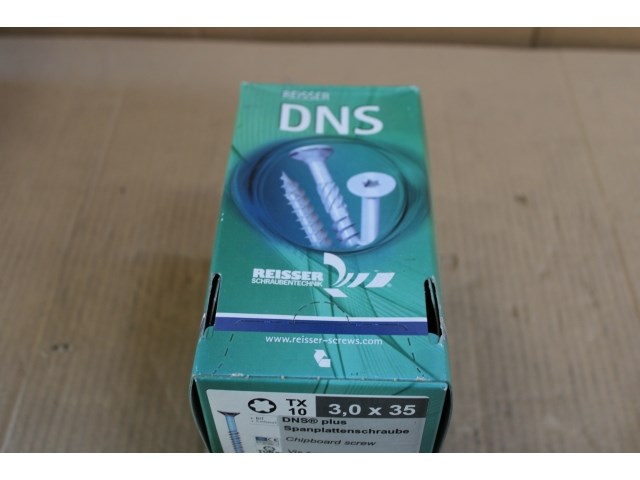 REISSER
DNS
REISSER
SCHRAUBENTECHNIK
www.reisser-screws.com
TX
10
3,0 x 35
DNS® plus
Spanplattenschraube
Chipboard screw